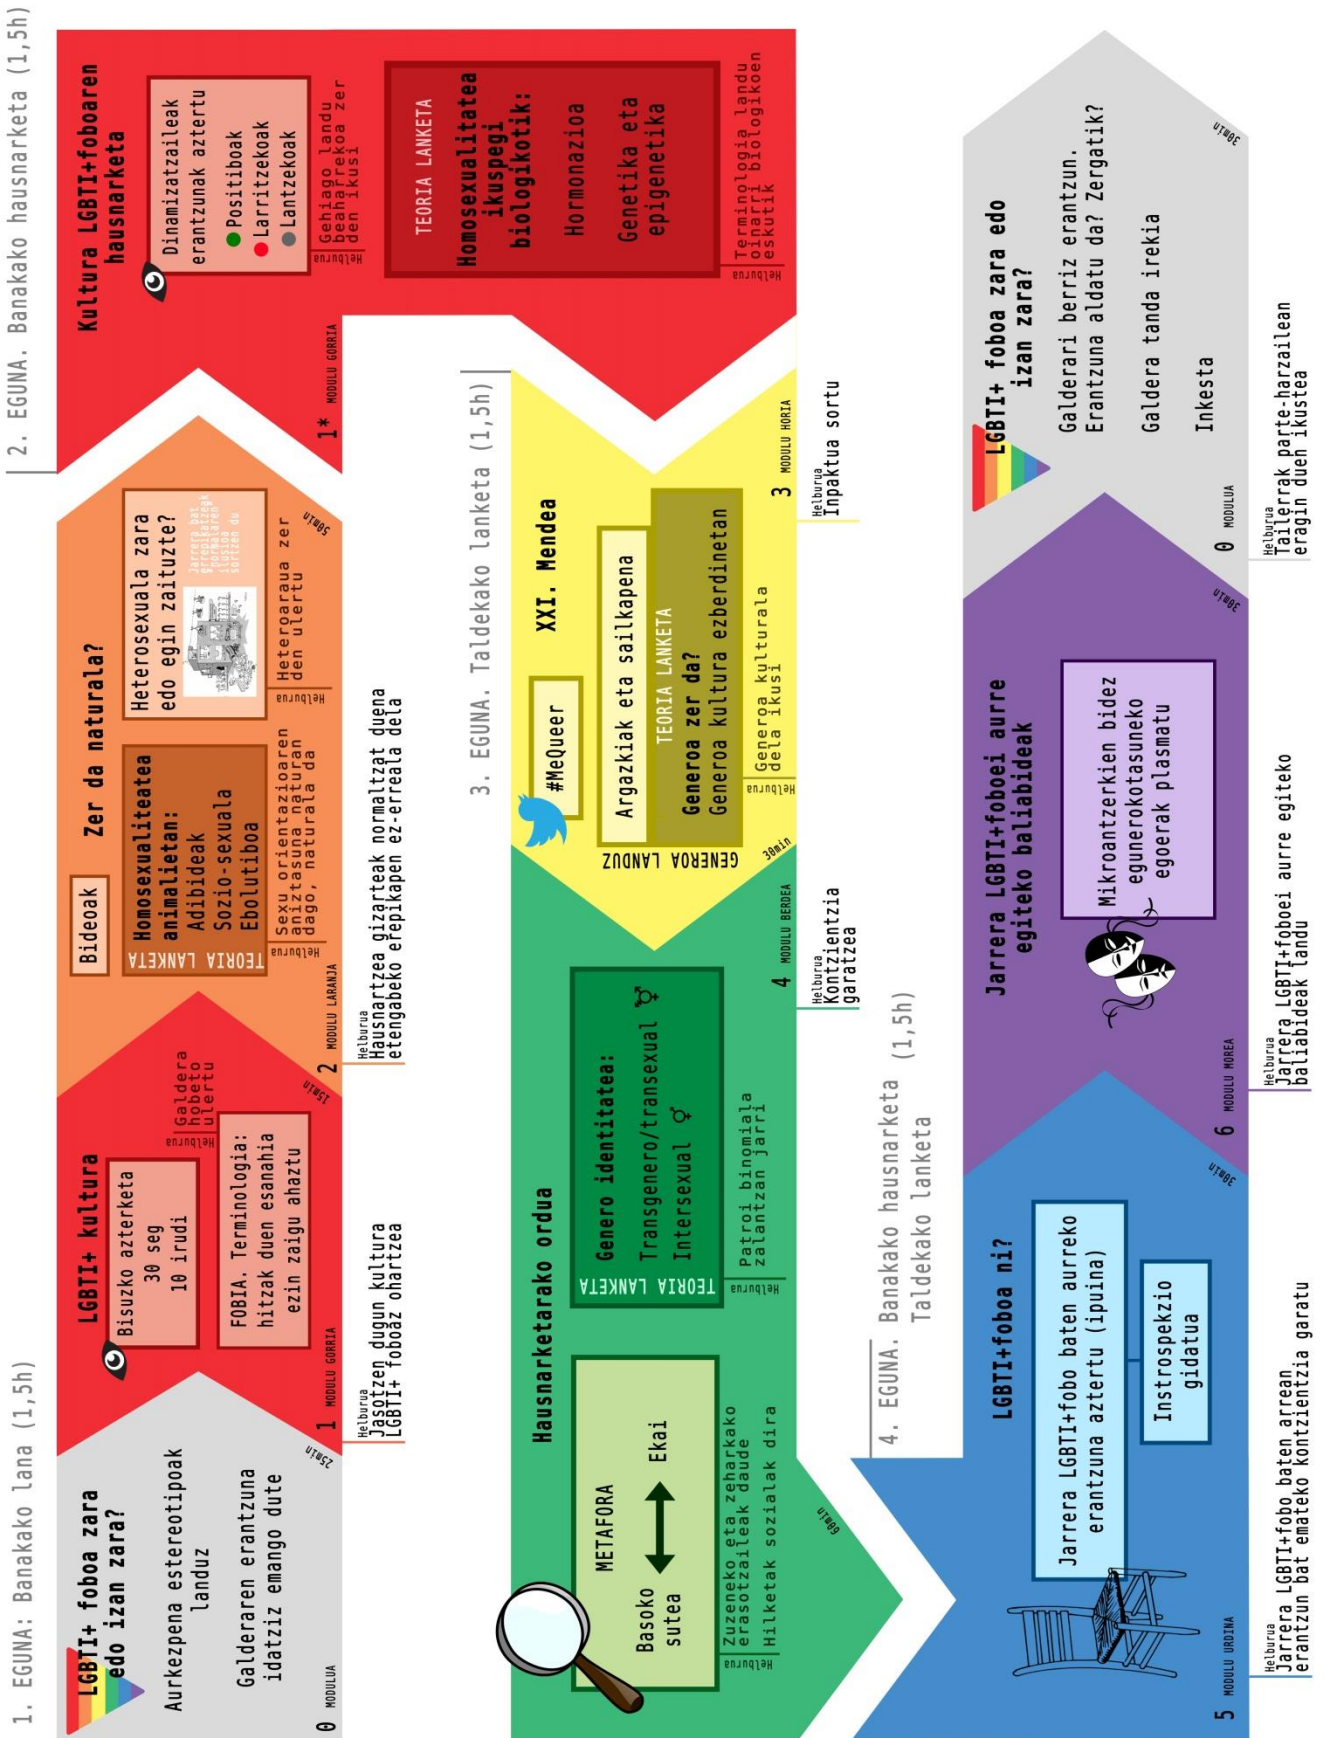 1. EGUNA: Banakako lana (1,5h)
LGBTI+ foboa zara
edo izan zara?
Aurkezpena estereotipoak
landuz
Galderaren erantzuna
idatziz emango dute
0 MODULUA
25min
LGBTI+ kultura
Bisuzko azterketa
30 seg
10 irudi
Helburua
Galdera
hobeto
ulertu
FOBIA. Terminologia:
hitzak duen esanahia
ezin zaigu ahaztu
1 MODULU GORRIA
15min
Helburua
Jasotzen dugun kultura
LGBTI+ foboaz ohartzea
Zer da naturala?
Bideoak
TEORIA LANKETA
Homosexualiteatea
animalietan:
Adibideak
Sozio-sexuala
Ebolutiboa
Helburua
Sexu orientazioaren
aniztasuna naturan
dago, naturala da
Heterosexuala zara
edo egin zaituzte?
Jarrera bat
errepikatzeak
"normalaren"
ilusioa
sortzen du
Helburua
Heteroaraua zer
den ulertu
2 MODULU LARANJA
50min
Helburua
Hausnartzea gizarteak normaltzat duena
etengabeko errepikapen ez-erreala dela
2. EGUNA. Banakako hausnarketa (1,5h)
Kultura LGBTI+foboaren
hausnarketa
Dinamizatzaileak
erantzunak aztertu
Positiboak
Larritzekoak
Lantzekoak
Helburua
Gehiago landu
beaharrekoa zer
den ikusi
1* MODULU GORRIA
TEORIA LANKETA
Homosexualitatea
ikuspegi
biologikotik:
Hormonazioa
Genetika eta
epigenetika
Helburua
Terminologia landu
oinarri biologikoen
eskutik
3. EGUNA. Taldekako lanketa (1,5h)
XXI. Mendea
#MeQueer
GENEROA LANDUZ
Argazkiak eta sailkapena
TEORIA LANKETA
Generoa zer da?
Generoa kultura ezberdinetan
Helburua
Generoa kulturala
dela ikusi
3 MODULU HORIA
30min
Helburua
Inpaktua sortu
Hausnarketarako ordua
TEORIA LANKETA
Genero identitatea:
Transgenero/transexual
Intersexual
Helburua
Patroi binomiala
zalantzan jarri
4 MODULU BERDEA
Helburua
Kontzientzia
garatzea
METAFORA
Basoko
sutea
Ekai
Helburua
Zuzeneko eta zeharkako
erasotzaileak daude
Hilketak sozialak dira
60min
4. EGUNA. Banakako hausnarketa (1,5h)
Taldekako lanketa
LGBTI+foboa ni?
Jarrera LGBTI+fobo baten aurreko
erantzuna aztertu (ipuina)
Instrospekzio
gidatua
5 MODULU URDINA
30min
Helburua
Jarrera LGBTI+fobo baten arrean
erantzun bat emateko kontzientzia garatu
Jarrera LGBTI+foboei aurre
egiteko baliabideak
Mikroantzerkien bidez
egunerokotasuneko
egoerak plasmatu
6 MODULU MOREA
30min
Helburua
Jarrera LGBTI+foboei aurre egiteko
baliabideak landu
LGBTI+ foboa zara edo
izan zara?
Galderari berriz erantzun.
Erantzuna aldatu da? Zergatik?
Galdera tanda irekia
Inkesta
0 MODULUA
30min
Helburua
Tailerrak parte-harzailean
eragin duen ikustea